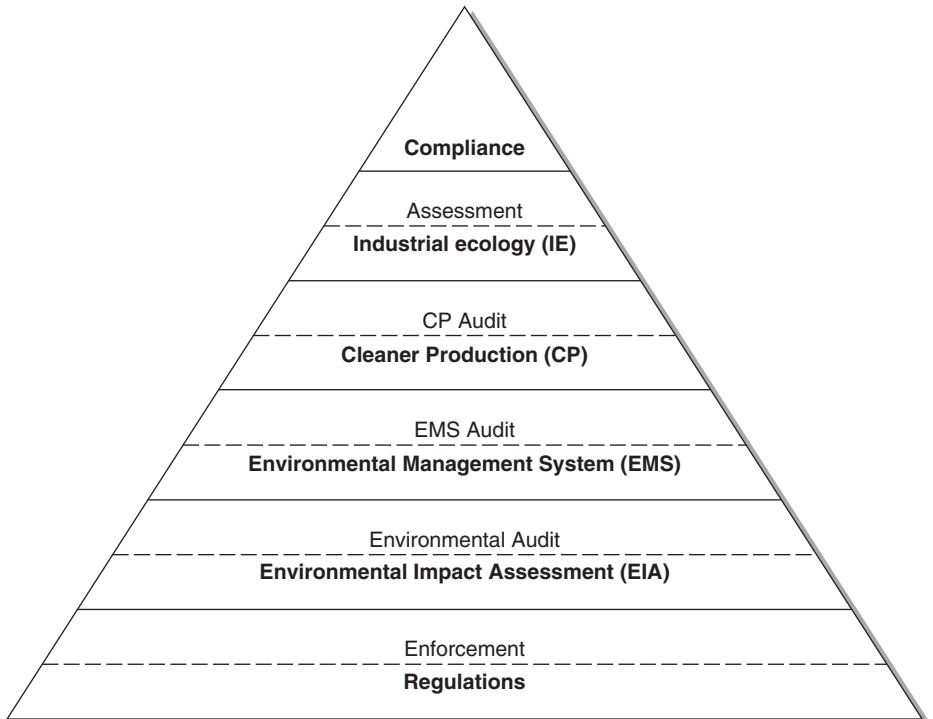 Compliance
Assessment
Industrial ecology (IE)
CP Audit
Cleaner Production (CP)
EMS Audit
Environmental Management System (EMS)
Environmental Audit
Environmental Impact Assessment (EIA)
Enforcement
Regulations